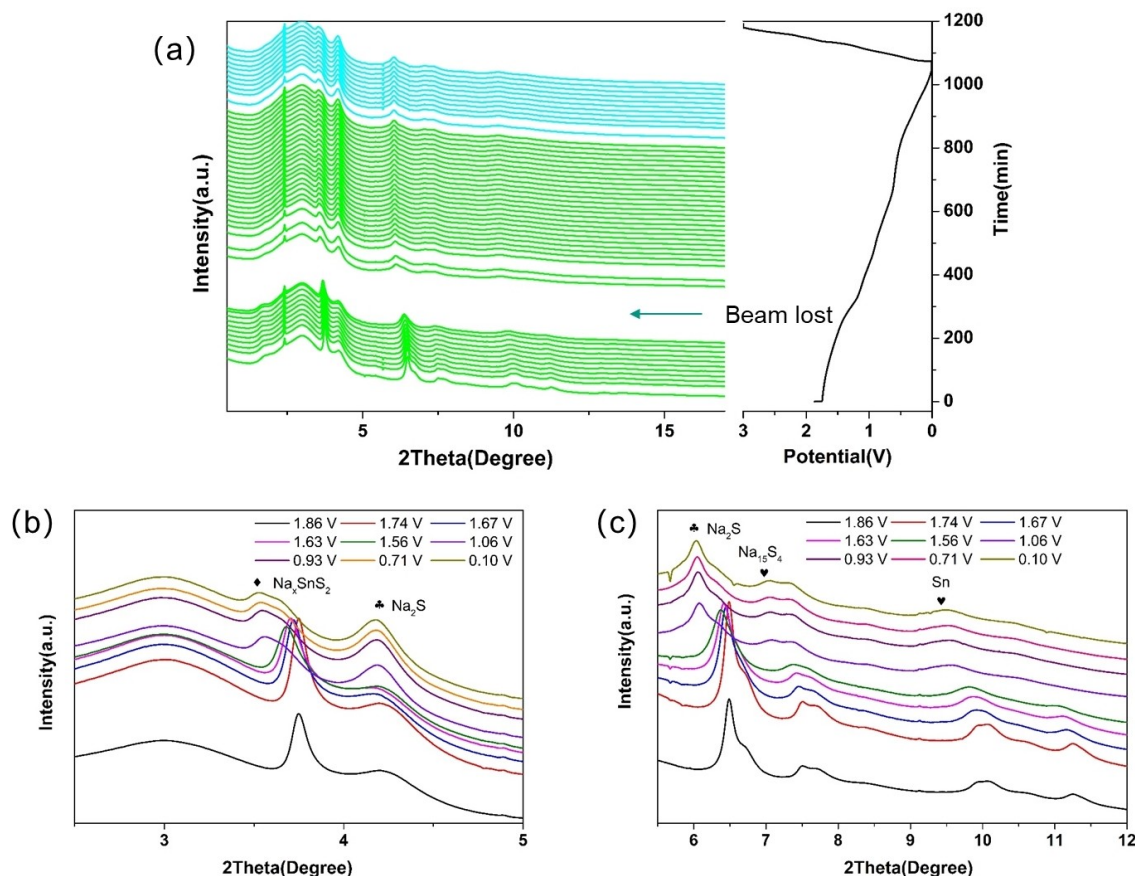 (a)
Intensity(a.u.)
5 10 15
2Theta(Degree)
Beam lost
3 2 1 0
Potential(V)
0
200
400
600
800
1000
1200
Time(min)
(b)
1.86 V 1.74 V 1.67 V
1.63 V 1.56 V 1.06 V
0.93 V 0.71 V 0.10 V
♦ NaₓSnS₂
♣ Na₂S
Intensity(a.u.)
3 4 5
2Theta(Degree)
(c)
1.86 V 1.74 V 1.67 V
1.63 V 1.56 V 1.06 V
0.93 V 0.71 V 0.10 V
♣ Na₂S
Na₁₅S₄
♥
Sn
♥
Intensity(a.u.)
6 7 8 9 10 11 12
2Theta(Degree)